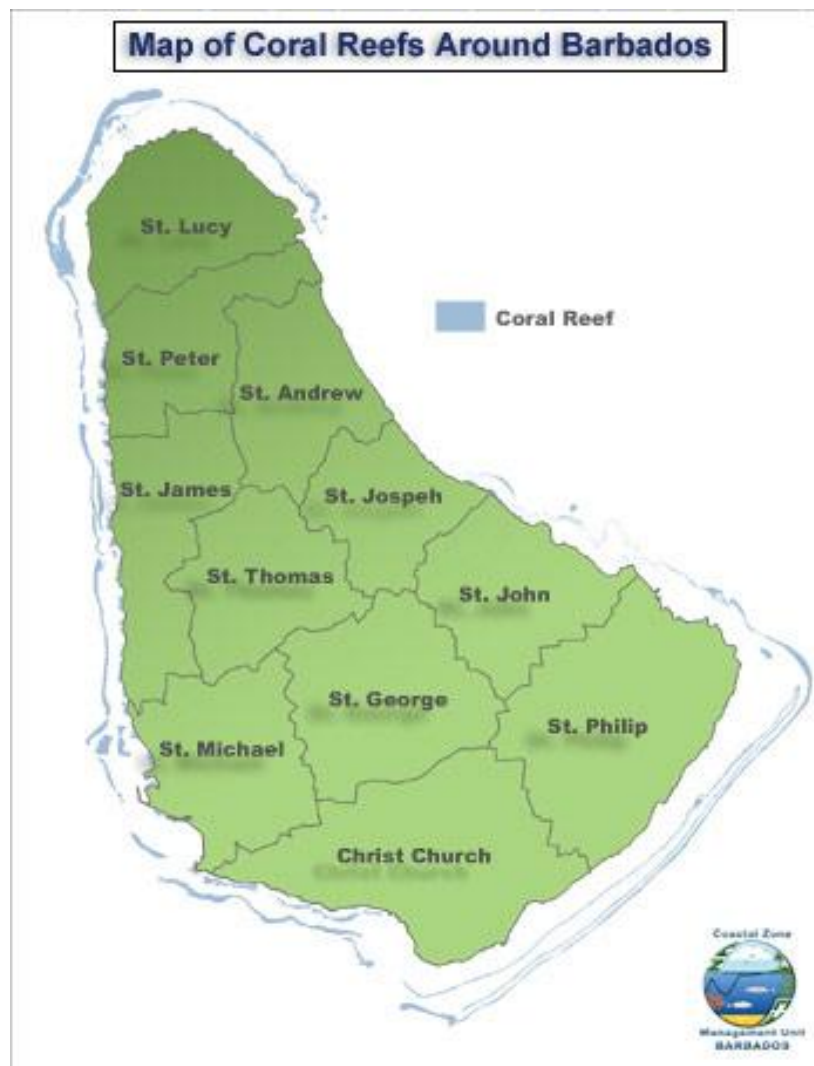 Map of Coral Reefs Around Barbados
St. Lucy
Coral Reef
St. Peter
St. Andrew
St. James
St. Jospeh
St. Thomas
St. John
St. George
St. Philip
St. Michael
Christ Church
Coastal Zone
Management Unit
BARBADOS